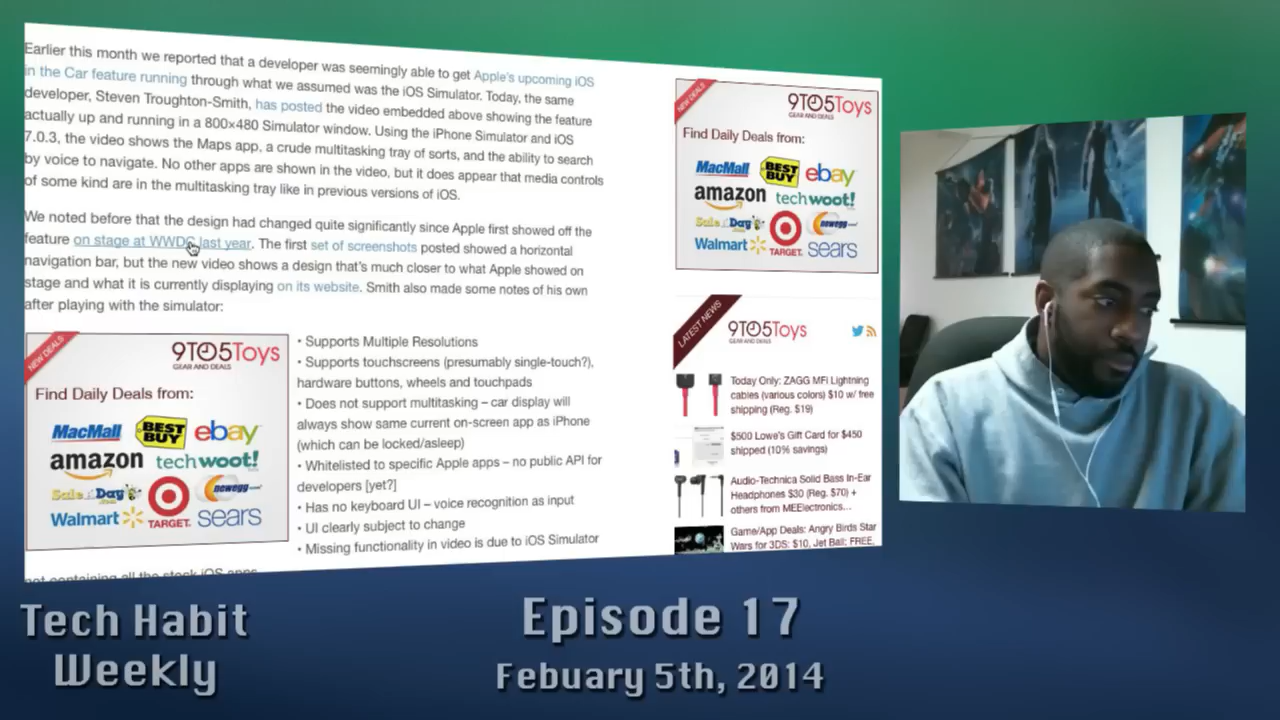 Earlier this month we reported that a developer was seemingly able to get Apple's upcoming iOS
in the Car feature running through what we assumed was the iOS Simulator. Today, the same
developer, Steven Troughton-Smith, has posted the video embedded above showing the feature
actually up and running in a 800×480 Simulator window. Using the iPhone Simulator and iOS
7.0.3, the video shows the Maps app, a crude multitasking tray of sorts, and the ability to search
by voice to navigate. No other apps are shown in the video, but it does appear that media controls
of some kind are in the multitasking tray like in previous versions of iOS.
We noted before that the design had changed quite significantly since Apple first showed off the
feature on stage at WWDC last year. The first set of screenshots posted showed a horizontal
navigation bar, but the new video shows a design that's much closer to what Apple showed on
stage and what it is currently displaying on its website. Smith also made some notes of his own
after playing with the simulator:
NEW DEALS
9TO5Toys
GEAR AND DEALS
Find Daily Deals from:
MacMall BEST BUY ebay
amazon techwoot!
Sale a Day newegg
Walmart TARGET sears
• Supports Multiple Resolutions
• Supports touchscreens (presumably single-touch?),
hardware buttons, wheels and touchpads
• Does not support multitasking – car display will
always show same current on-screen app as iPhone
(which can be locked/asleep)
• Whitelisted to specific Apple apps – no public API for
developers [yet?]
• Has no keyboard UI – voice recognition as input
• UI clearly subject to change
• Missing functionality in video is due to iOS Simulator
not containing all the stock iOS apps
NEW DEALS
9TO5Toys
GEAR AND DEALS
Find Daily Deals from:
MacMall BEST BUY ebay
amazon techwoot!
Sale a Day newegg
Walmart TARGET sears
LATEST NEWS
9TO5Toys
GEAR AND DEALS
Today Only: ZAGG MFi Lightning
cables (various colors) $10 w/ free
shipping (Reg. $19)
$500 Lowe's Gift Card for $450
shipped (10% savings)
Audio-Technica Solid Bass In-Ear
Headphones $30 (Reg. $70) +
others from MEElectronics...
Game/App Deals: Angry Birds Star
Wars for 3DS: $10, Jet Ball: FREE,
Tech Habit
Weekly
Episode 17
Febuary 5th, 2014